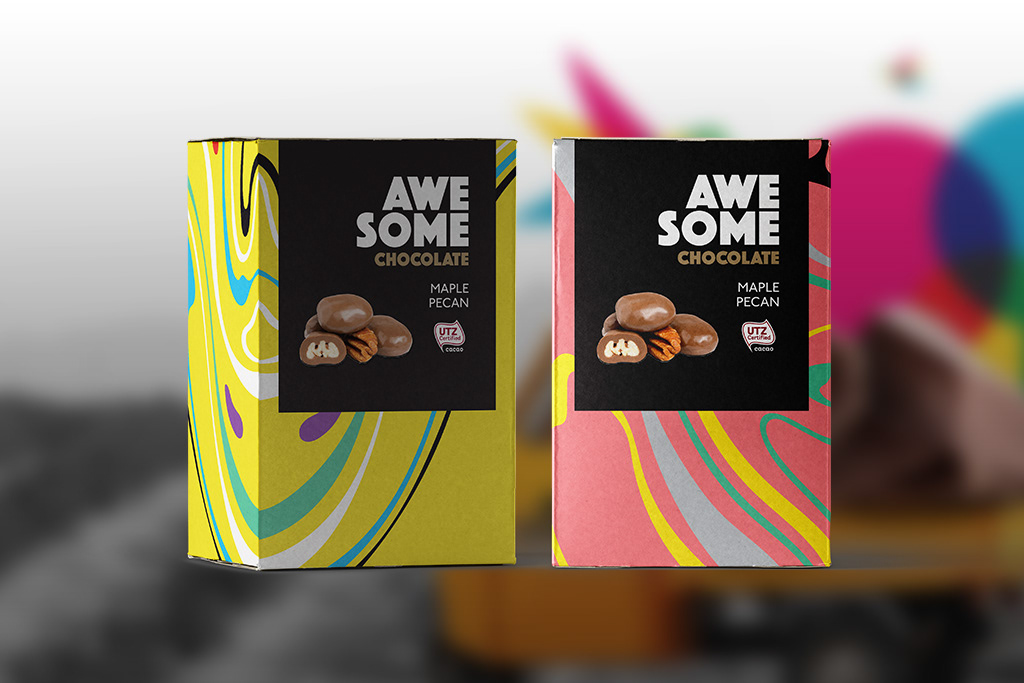 AWE
SOME
CHOCOLATE
MAPLE
PECAN
UTZ
Certified
cacao
AWE
SOME
CHOCOLATE
MAPLE
PECAN
UTZ
Certified
cacao